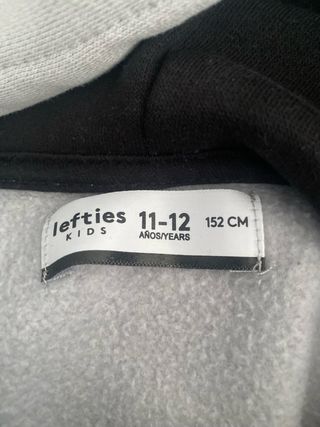 lefties
KIDS
11-12
AÑOS/YEARS
152 CM